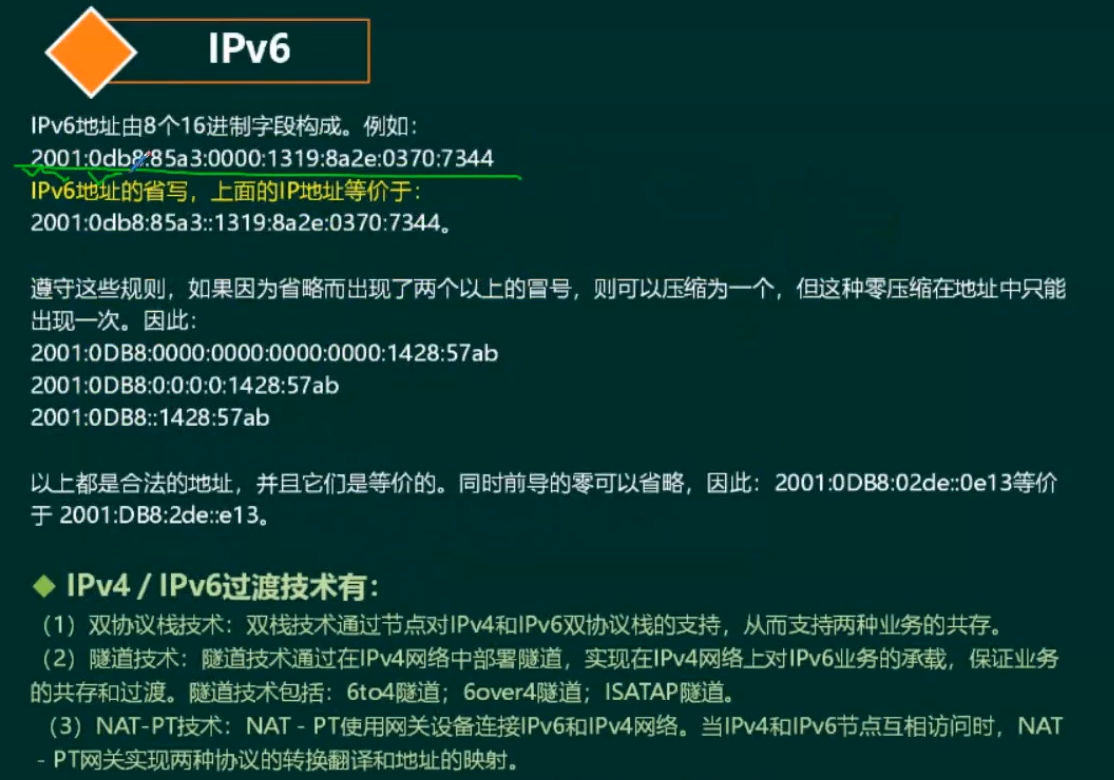 IPv6
IPv6地址由8个16进制字段构成。例如：
2001:0db8:85a3:0000:1319:8a2e:0370:7344
IPv6地址的省写，上面的IP地址等价于：
2001:0db8:85a3::1319:8a2e:0370:7344。
遵守这些规则，如果因为省略而出现了两个以上的冒号，则可以压缩为一个，但这种零压缩在地址中只能
出现一次。因此：
2001:0DB8:0000:0000:0000:0000:1428:57ab
2001:0DB8:0:0:0:0:1428:57ab
2001:0DB8::1428:57ab
以上都是合法的地址，并且它们是等价的。同时前导的零可以省略，因此：2001:0DB8:02de::0e13等价
于 2001:DB8:2de::e13。
◆ IPv4 / IPv6过渡技术有：
（1）双协议栈技术：双栈技术通过节点对IPv4和IPv6双协议栈的支持，从而支持两种业务的共存。
（2）隧道技术：隧道技术通过在IPv4网络中部署隧道，实现在IPv4网络上对IPv6业务的承载，保证业务
的共存和过渡。隧道技术包括：6to4隧道；6over4隧道；ISATAP隧道。
（3）NAT-PT技术：NAT - PT使用网关设备连接IPv6和IPv4网络。当IPv4和IPv6节点互相访问时，NAT
- PT网关实现两种协议的转换翻译和地址的映射。